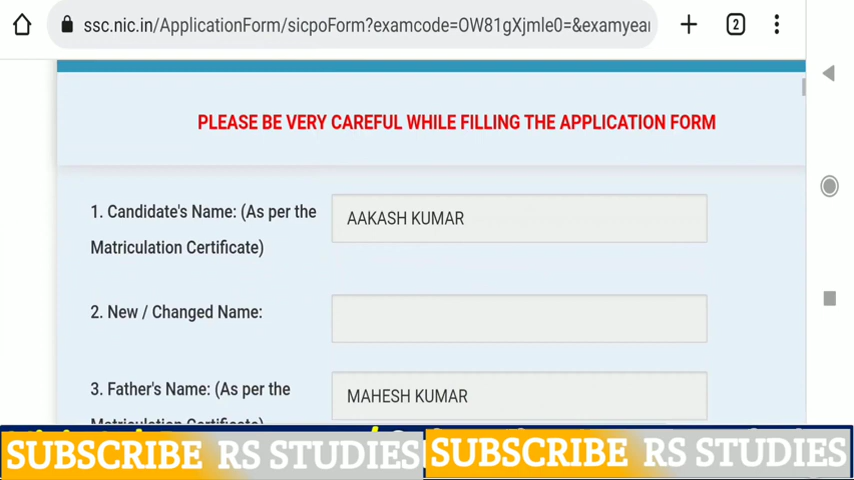 ssc.nic.in/ApplicationForm/sicpoForm?examcode=OW81gXjmle0=&examyear
2
PLEASE BE VERY CAREFUL WHILE FILLING THE APPLICATION FORM
1. Candidate's Name: (As per the
Matriculation Certificate)
AAKASH KUMAR
2. New / Changed Name:
3. Father's Name: (As per the
Matriculation Certificate)
MAHESH KUMAR
SUBSCRIBE RS STUDIES SUBSCRIBE RS STUDIES